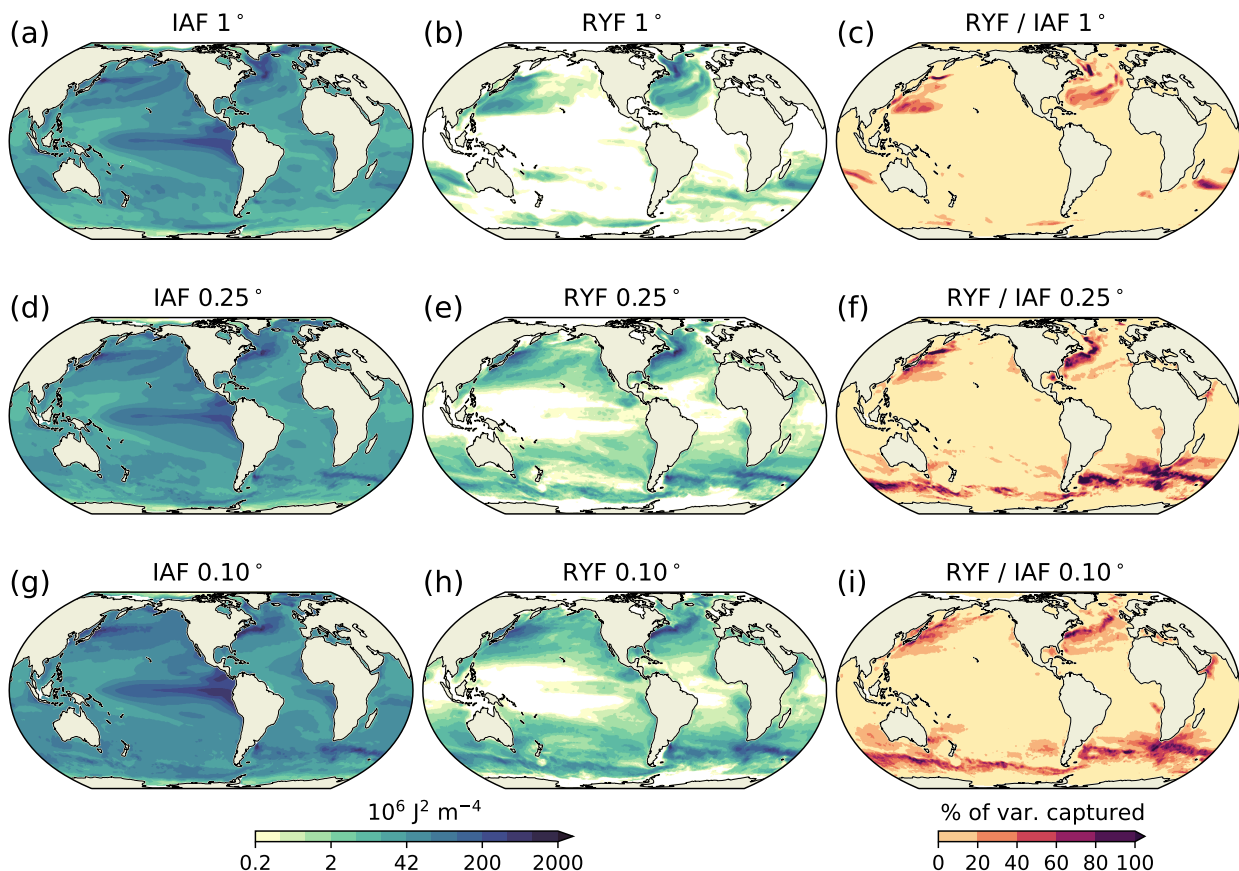 (a) IAF 1°
(b) RYF 1°
(c) RYF / IAF 1°
(d) IAF 0.25°
(e) RYF 0.25°
(f) RYF / IAF 0.25°
(g) IAF 0.10°
(h) RYF 0.10°
(i) RYF / IAF 0.10°
10⁶ J² m⁻⁴
0.2 2 42 200 2000
% of var. captured
0 20 40 60 80 100